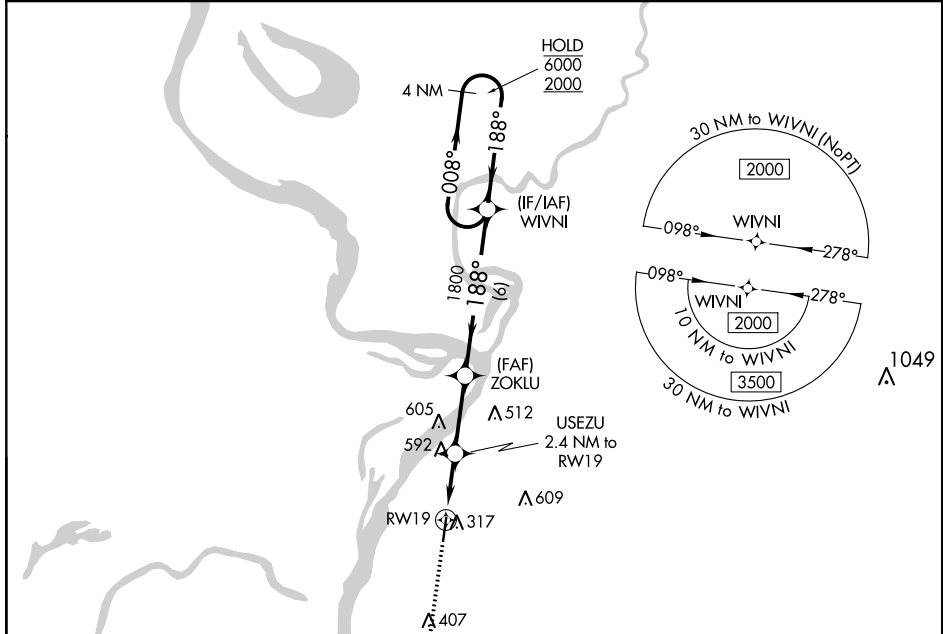 HOLD
6000
2000
4 NM
188°
008°
(IF/IAF)
WIVNI
1800
188°
(6)
(FAF)
ZOKLU
605
512
USEZU
2.4 NM to
RW19
592
609
RW19
317
407
30 NM to WIVNI (NoPT)
2000
WIVNI
098°
278°
098°
278°
WIVNI
2000
10 NM to WIVNI
3500
30 NM to WIVNI
1049